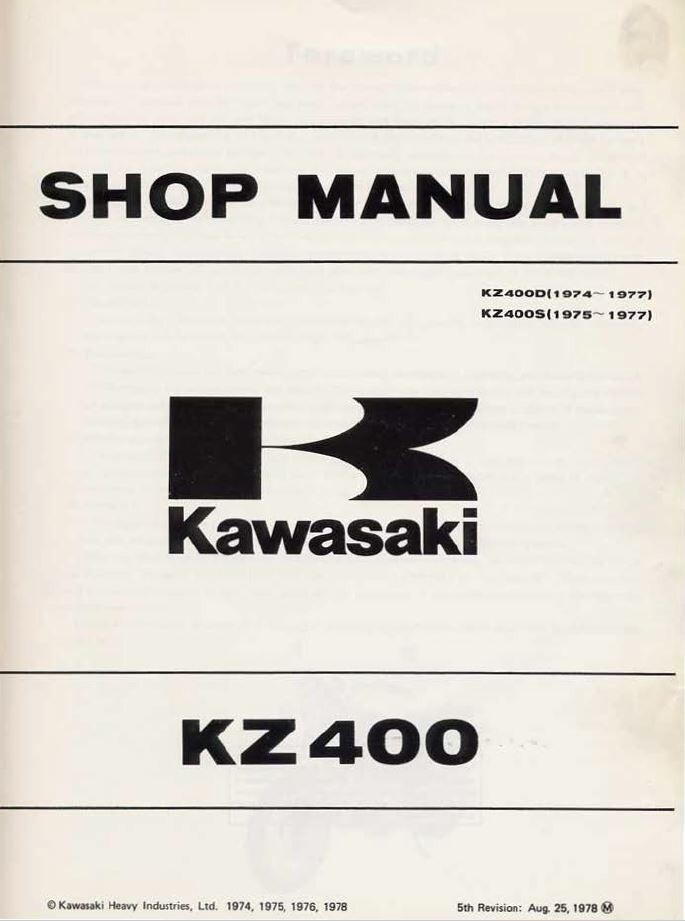 SHOP MANUAL
KZ400D(1974~1977)
KZ400S(1975~1977)
Kawasaki
KZ400
© Kawasaki Heavy Industries, Ltd. 1974, 1975, 1976, 1978
5th Revision: Aug. 25, 1978 Ⓜ